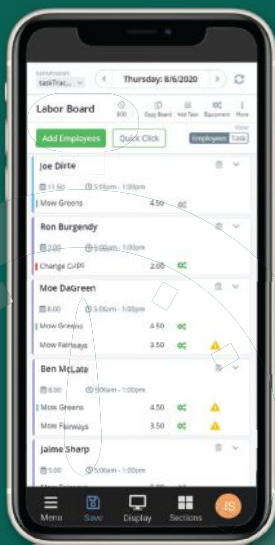 taskTrac...
Thursday: 8/6/2020
Labor Board
Copy Board Add Task Equipment More
View
Add Employees Quick Click Employees Task
Joe Dirte
5:00am - 1:00pm
Mow Greens 4.50
Ron Burgendy
2.00 5:00am - 1:00pm
Change Cups 2.00
Moe DaGreen
8.00 5:00am - 1:00pm
Mow Greens 4.50
Mow Fairways 3.50
Ben McLate
8.00 5:00am - 1:00pm
Mow Greens 4.50
Mow Fairways 3.50
Jaime Sharp
5.00 5:00am - 1:00pm
Menu Save Display Sections JS